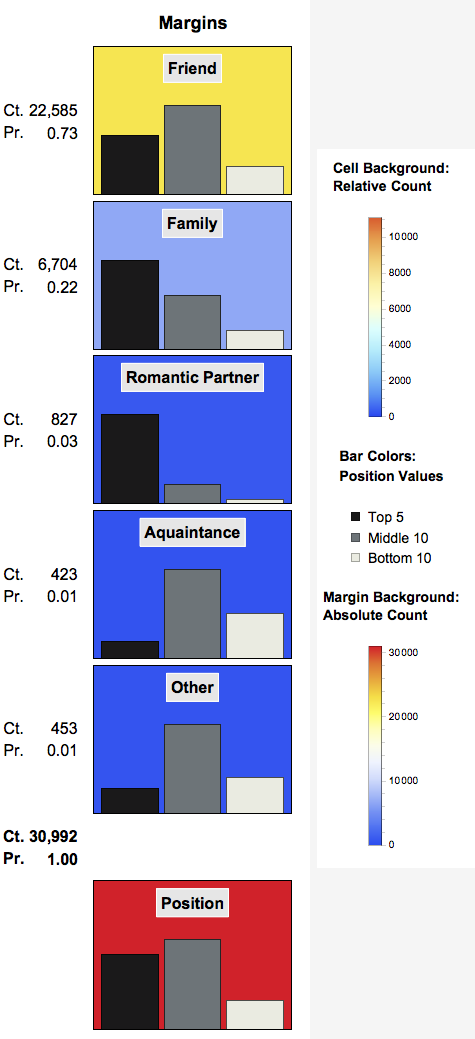 Margins
Friend
Ct. 22,585
Pr. 0.73
Family
Ct. 6,704
Pr. 0.22
Romantic Partner
Ct. 827
Pr. 0.03
Aquaintance
Ct. 423
Pr. 0.01
Other
Ct. 453
Pr. 0.01
Ct. 30,992
Pr. 1.00
Position
Cell Background:
Relative Count
10000
8000
6000
4000
2000
0
Bar Colors:
Position Values
Top 5
Middle 10
Bottom 10
Margin Background:
Absolute Count
30000
20000
10000
0